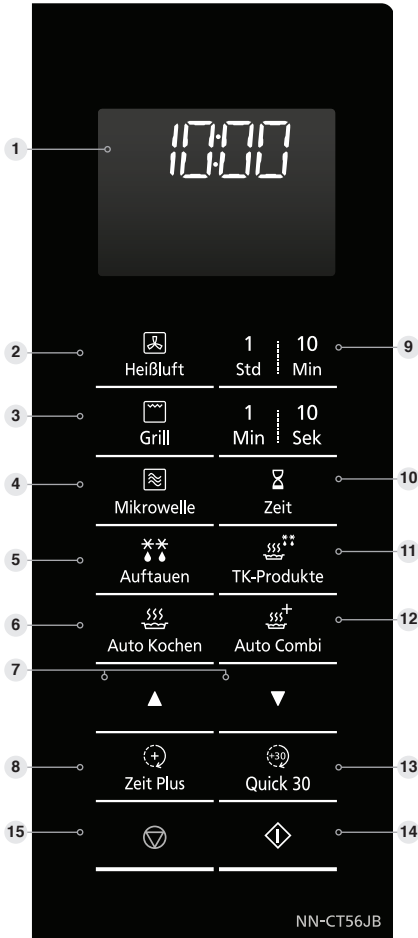 10:00
1
2
Heißluft
1 10
Std Min
9
3
Grill
1 10
Min Sek
4
Mikrowelle
Zeit
10
5
Auftauen
TK-Produkte
11
6
Auto Kochen
Auto Combi
12
7
8
Zeit Plus
+30
Quick 30
13
15
14
NN-CT56JB